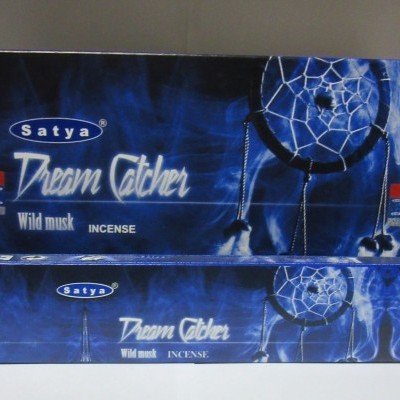 Satya®
Dream Catcher
Wild musk INCENSE
Satya®
Dream Catcher
Wild musk INCENSE